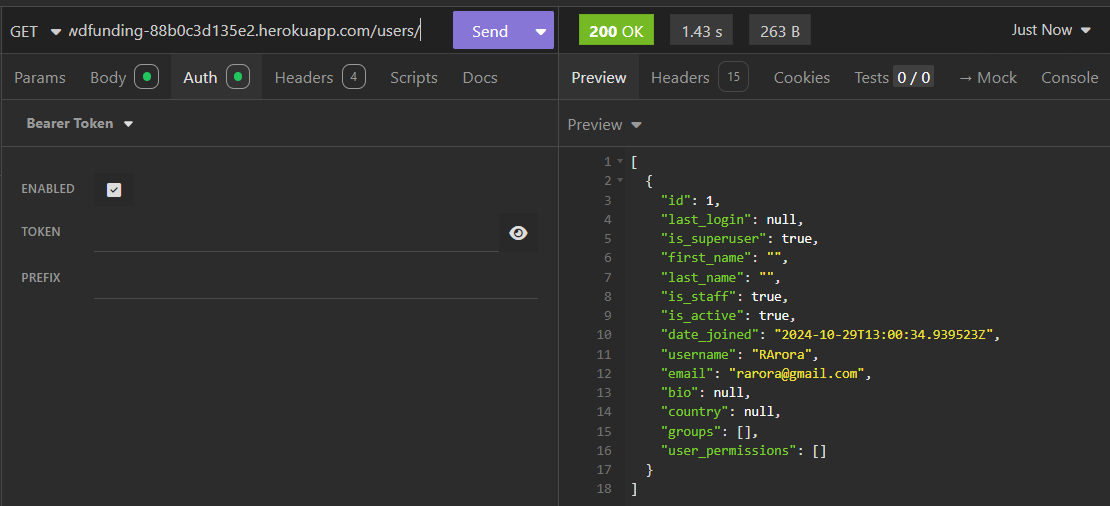 GET wdfunding-88b0c3d135e2.herokuapp.com/users/ Send 200 OK 1.43 s 263 B Just Now
Params Body Auth Headers 4 Scripts Docs Preview Headers 15 Cookies Tests 0 / 0 → Mock Console
Bearer Token
Preview
ENABLED
TOKEN
PREFIX
1 [
2 {
3 "id": 1,
4 "last_login": null,
5 "is_superuser": true,
6 "first_name": "",
7 "last_name": "",
8 "is_staff": true,
9 "is_active": true,
10 "date_joined": "2024-10-29T13:00:34.939523Z",
11 "username": "RArora",
12 "email": "rarora@gmail.com",
13 "bio": null,
14 "country": null,
15 "groups": [],
16 "user_permissions": []
17 }
18 ]